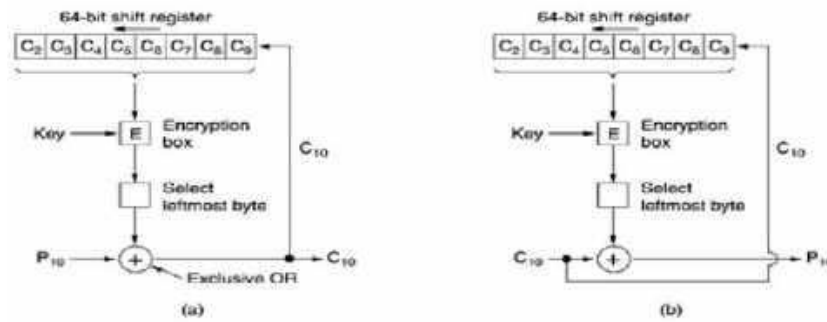 64-bit shift register
C2 C3 C4 C5 C6 C7 C8 C9
Key
E
Encryption
box
C10
Select
leftmost byte
P10
+
C10
Exclusive OR
(a)
64-bit shift register
C2 C3 C4 C5 C6 C7 C8 C9
Key
E
Encryption
box
C10
Select
leftmost byte
C10
+
(b)